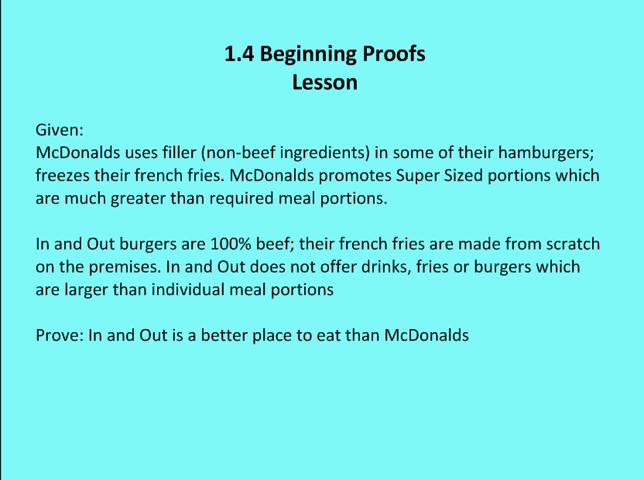 1.4 Beginning Proofs
Lesson
Given:
McDonalds uses filler (non-beef ingredients) in some of their hamburgers;
freezes their french fries. McDonalds promotes Super Sized portions which
are much greater than required meal portions.
In and Out burgers are 100% beef; their french fries are made from scratch
on the premises. In and Out does not offer drinks, fries or burgers which
are larger than individual meal portions
Prove: In and Out is a better place to eat than McDonalds